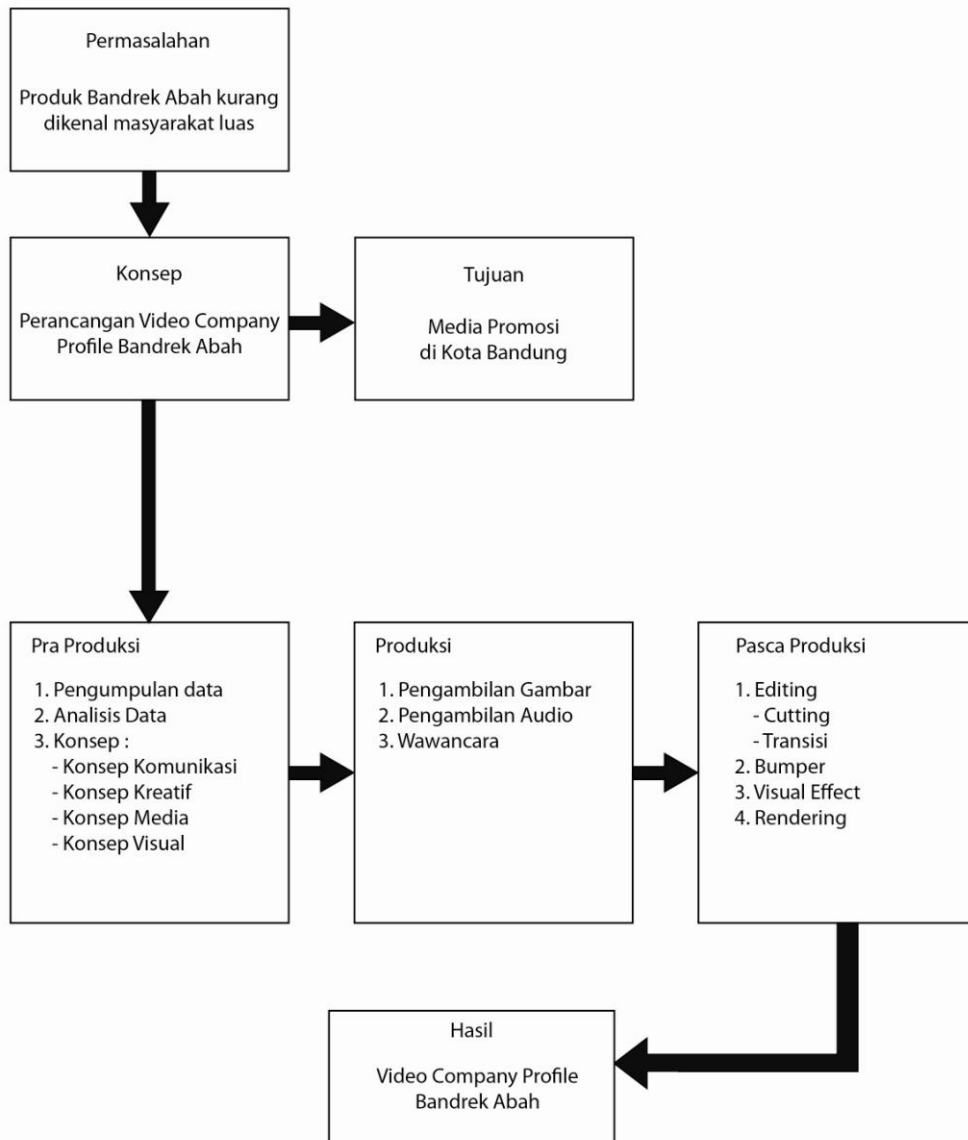 Permasalahan
Produk Bandrek Abah kurang
dikenal masyarakat luas
Konsep
Perancangan Video Company
Profile Bandrek Abah
Tujuan
Media Promosi
di Kota Bandung
Pra Produksi
1. Pengumpulan data
2. Analisis Data
3. Konsep :
- Konsep Komunikasi
- Konsep Kreatif
- Konsep Media
- Konsep Visual
Produksi
1. Pengambilan Gambar
2. Pengambilan Audio
3. Wawancara
Pasca Produksi
1. Editing
- Cutting
- Transisi
2. Bumper
3. Visual Effect
4. Rendering
Hasil
Video Company Profile
Bandrek Abah